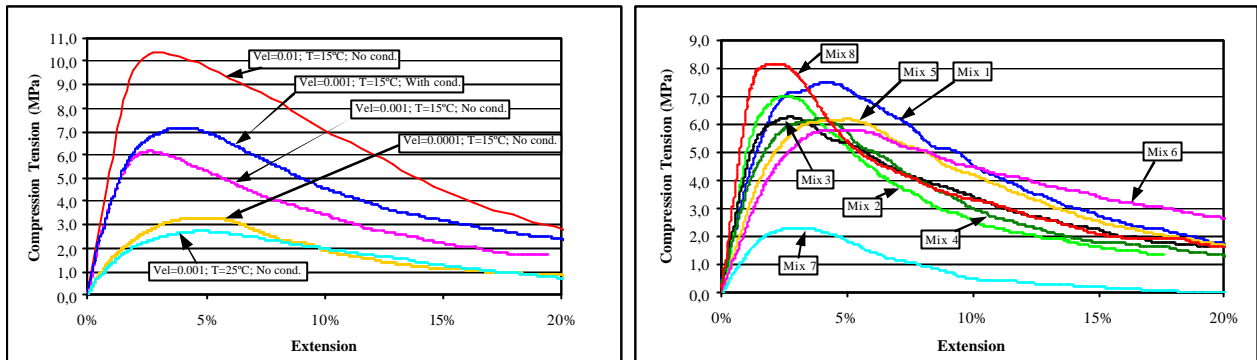 Compression Tension (MPa)
11,0
10,0
9,0
8,0
7,0
6,0
5,0
4,0
3,0
2,0
1,0
0,0
Vel=0.01; T=15ºC; No cond.
Vel=0.001; T=15ºC; With cond.
Vel=0.001; T=15ºC; No cond.
Vel=0.0001; T=15ºC; No cond.
Vel=0.001; T=25ºC; No cond.
0% 5% 10% 15% 20%
Extension
Compression Tension (MPa)
9,0
8,0
7,0
6,0
5,0
4,0
3,0
2,0
1,0
0,0
Mix 8
Mix 5
Mix 1
Mix 6
Mix 3
Mix 2
Mix 4
Mix 7
0% 5% 10% 15% 20%
Extension